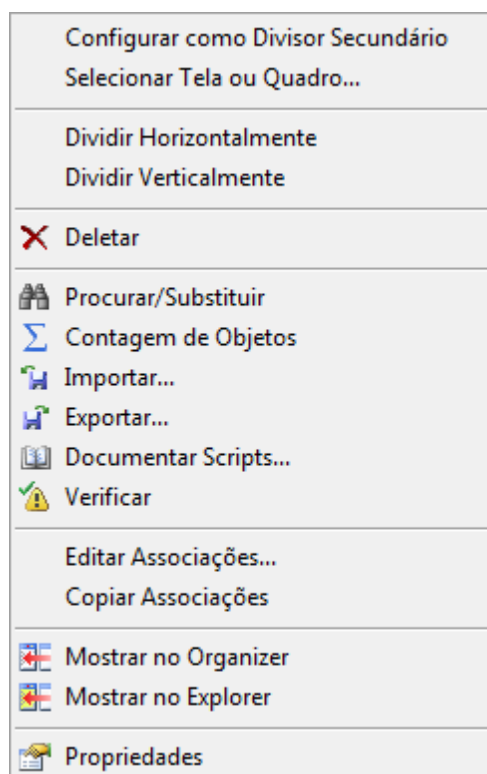 Configurar como Divisor Secundário
Selecionar Tela ou Quadro...
Dividir Horizontalmente
Dividir Verticalmente
Deletar
Procurar/Substituir
Contagem de Objetos
Importar...
Exportar...
Documentar Scripts...
Verificar
Editar Associações...
Copiar Associações
Mostrar no Organizer
Mostrar no Explorer
Propriedades